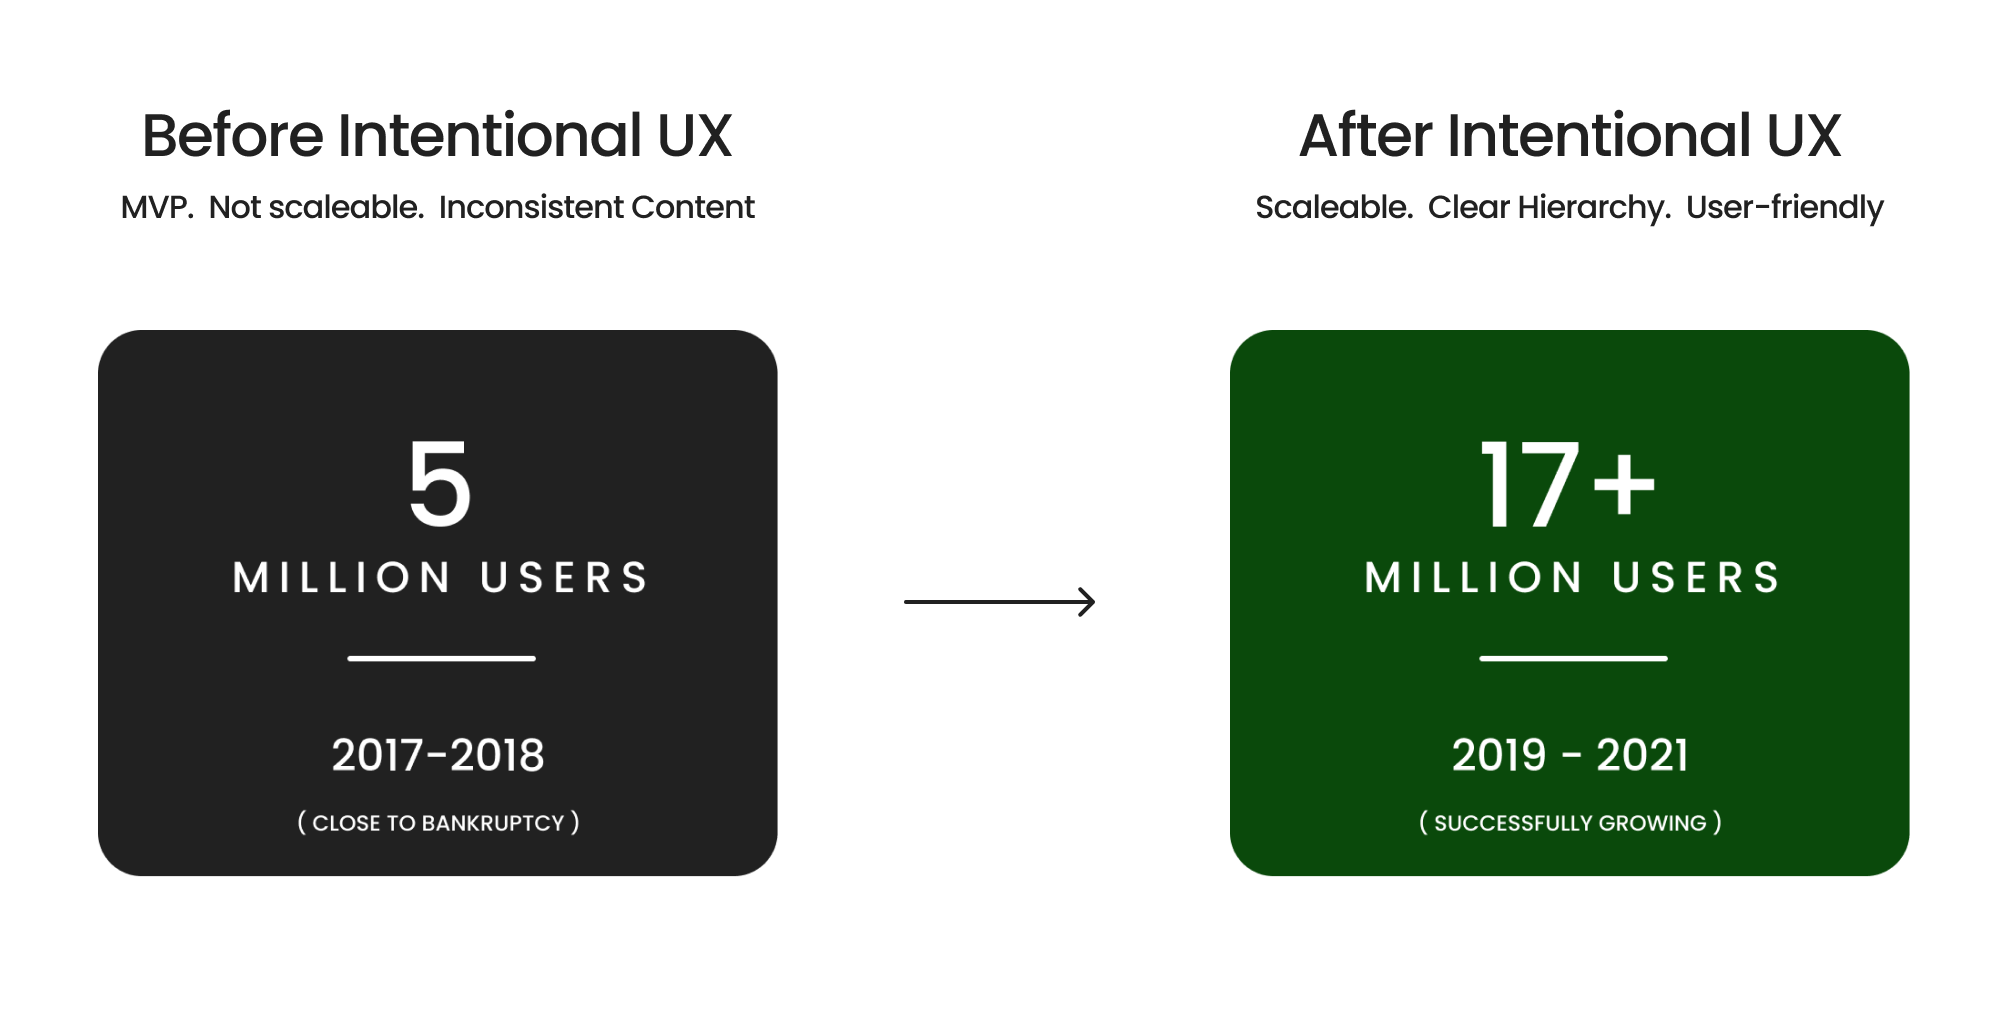 Before Intentional UX
MVP.  Not scaleable.  Inconsistent Content
5
MILLION USERS
2017-2018
( CLOSE TO BANKRUPTCY )
After Intentional UX
Scaleable.  Clear Hierarchy.  User-friendly
17+
MILLION USERS
2019 - 2021
( SUCCESSFULLY GROWING )